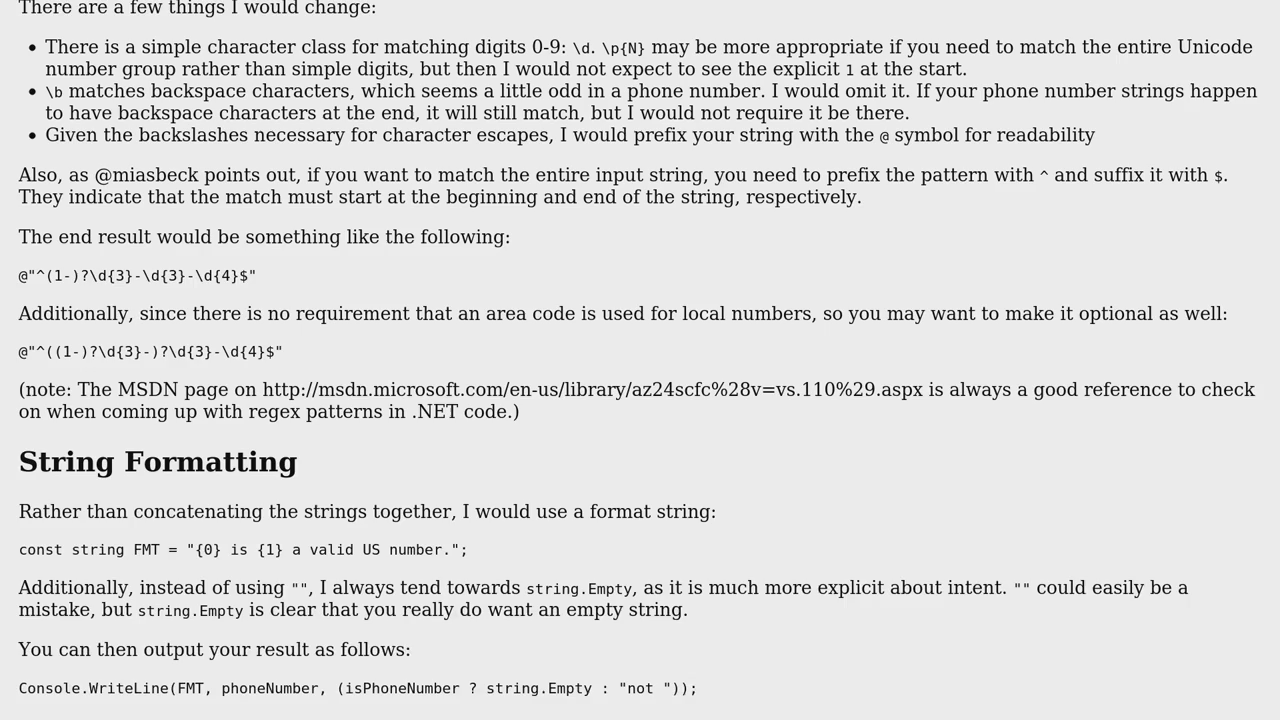 There are a few things I would change:
• There is a simple character class for matching digits 0-9: \d. \p{N} may be more appropriate if you need to match the entire Unicode
number group rather than simple digits, but then I would not expect to see the explicit 1 at the start.
• \b matches backspace characters, which seems a little odd in a phone number. I would omit it. If your phone number strings happen
to have backspace characters at the end, it will still match, but I would not require it be there.
• Given the backslashes necessary for character escapes, I would prefix your string with the @ symbol for readability
Also, as @miasbeck points out, if you want to match the entire input string, you need to prefix the pattern with ^ and suffix it with $.
They indicate that the match must start at the beginning and end of the string, respectively.
The end result would be something like the following:
@"^(1-)?\d{3}-\d{3}-\d{4}$"
Additionally, since there is no requirement that an area code is used for local numbers, so you may want to make it optional as well:
@"^((1-)?\d{3}-)?\d{3}-\d{4}$"
(note: The MSDN page on http://msdn.microsoft.com/en-us/library/az24scfc%28v=vs.110%29.aspx is always a good reference to check
on when coming up with regex patterns in .NET code.)
String Formatting
Rather than concatenating the strings together, I would use a format string:
const string FMT = "{0} is {1} a valid US number.";
Additionally, instead of using "", I always tend towards string.Empty, as it is much more explicit about intent. "" could easily be a
mistake, but string.Empty is clear that you really do want an empty string.
You can then output your result as follows:
Console.WriteLine(FMT, phoneNumber, (isPhoneNumber ? string.Empty : "not "));